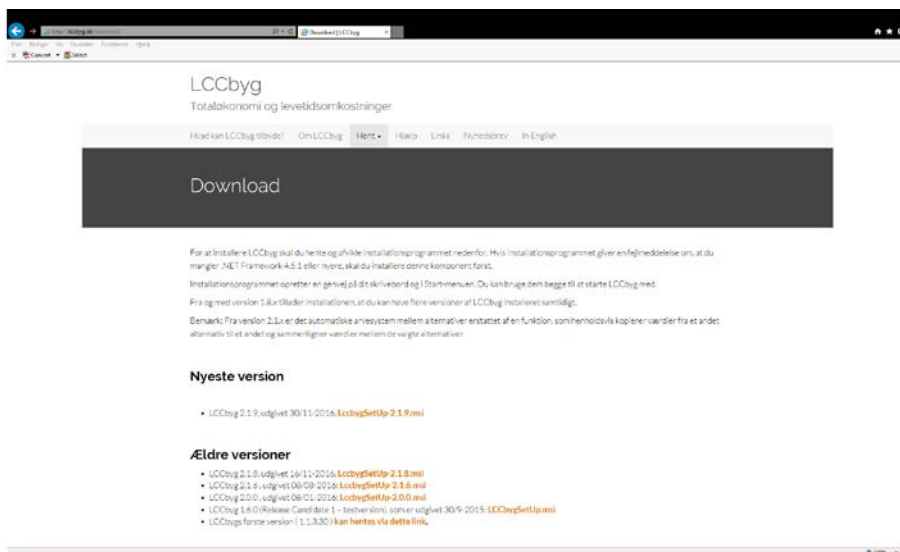 Download | LCCbyg
Convert Select
LCCbyg
Totaløkonomi og levetidsomkostninger
Hvad kan LCCbyg tilbyde? Om LCCbyg Hent Hjælp Links Nyhedsbrev In English
Download
For at installere LCCbyg skal du hente og afvikle installationsprogrammet nedenfor. Hvis installationsprogrammet giver en fejlmeddelelse om, at du
mangler .NET Framework 4.5.1 eller nyere, skal du installere denne komponent først.
Installationsprogrammet opretter en genvej på dit skrivebord og i Start-menuen. Du kan bruge dem begge til at starte LCCbyg med.
Fra og med version 1.8.x tillader installationen, at du kan have flere versioner af LCCbyg installeret samtidigt.
Bemærk: Fra version 2.1.x er det automatiske arvesystem mellem alternativer erstattet af en funktion, som henholdsvis kopierer værdier fra et andet
alternativ til et andet og sammenligner værdier mellem de valgte alternativer.
Nyeste version
• LCCbyg 2.1.9, udgivet 30/11-2016: LccbygSetUp-2.1.9.msi
Ældre versioner
• LCCbyg 2.1.8, udgivet 16/11-2016: LccbygSetUp-2.1.8.msi
• LCCbyg 2.1.6, udgivet 08/08-2016: LccbygSetUp-2.1.6.msi
• LCCbyg 2.0.0, udgivet 08/01-2016: LccbygSetUp-2.0.0.msi
• LCCbyg 1.6.0 (Release Candidate 1 – testversion), som er udgivet 30/9-2015: LCCbygSetUp.msi
• LCCbygs første version ( 1.1.3.30 ) kan hentes via dette link.